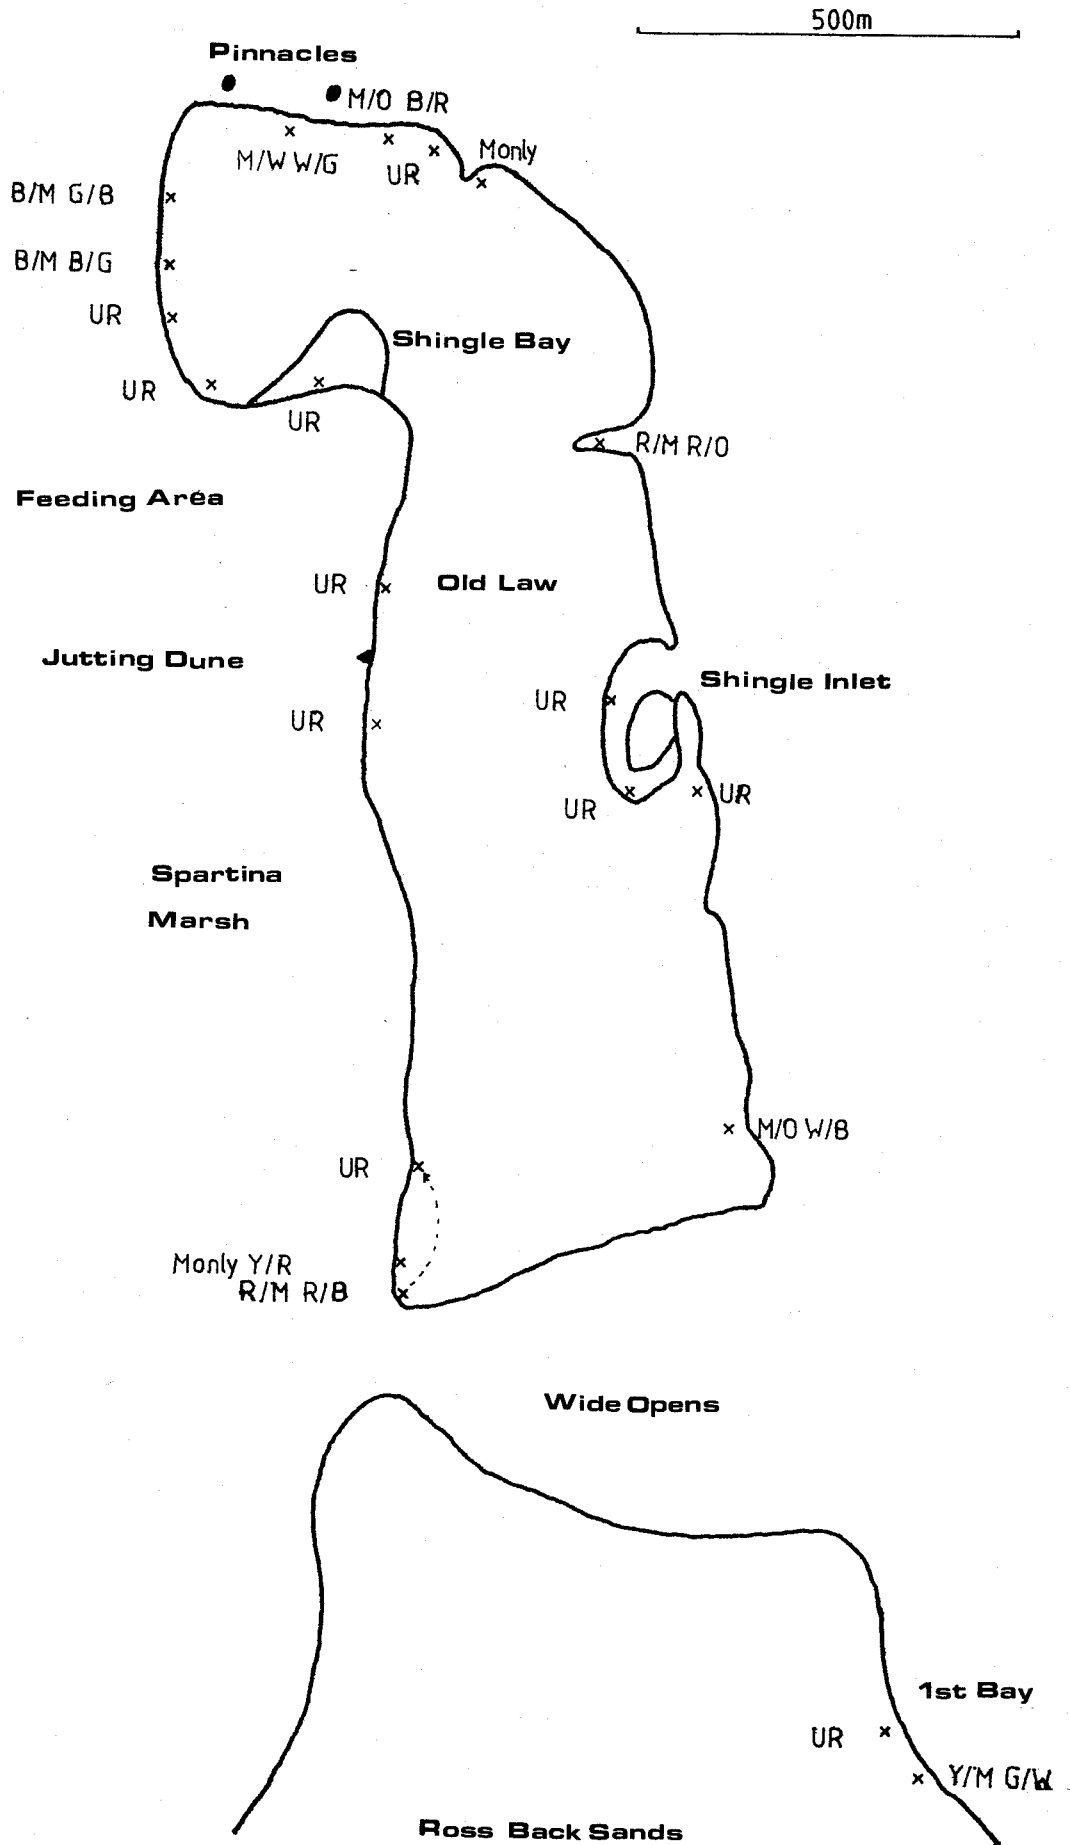 500m
Pinnacles
M/O B/R
M/W W/G
UR
Monly
B/M G/B
B/M B/G
UR
Shingle Bay
UR
UR
R/M R/O
Feeding Area
UR
Old Law
Jutting Dune
Shingle Inlet
UR
UR
UR
UR
Spartina
Marsh
M/O W/B
UR
Monly Y/R
R/M R/B
Wide Opens
1st Bay
UR
Y/M G/W
Ross Back Sands